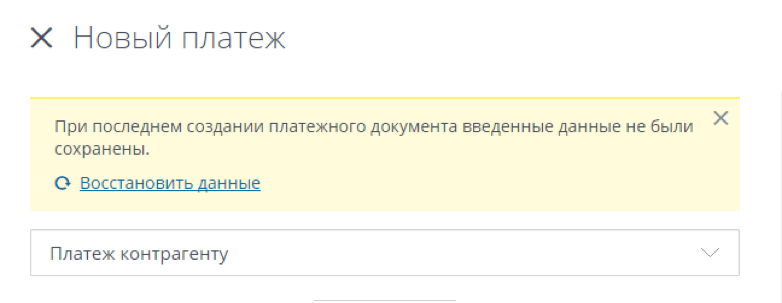 Новый платеж
При последнем создании платежного документа введенные данные не были
сохранены.
Восстановить данные
Платеж контрагенту